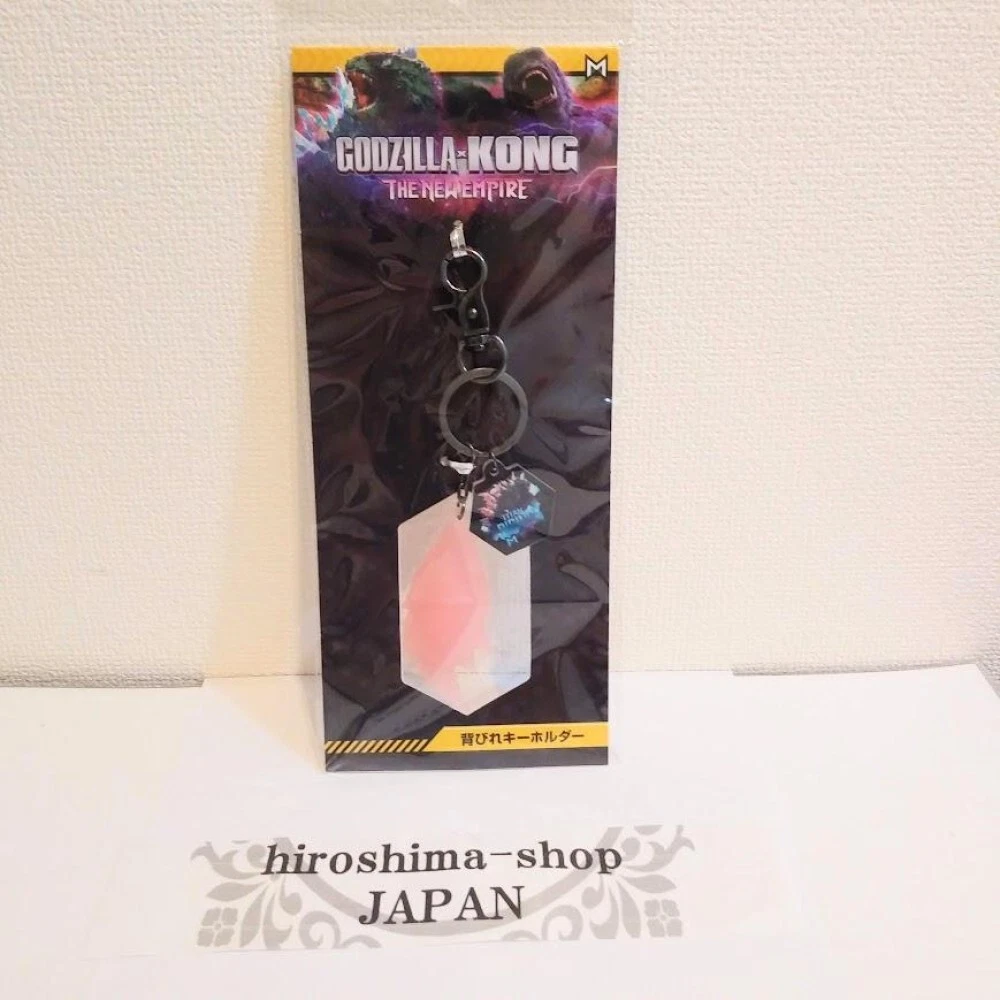 M
GODZILLA x KONG
THE NEW EMPIRE
M
背びれキーホルダー
hiroshima-shop
JAPAN